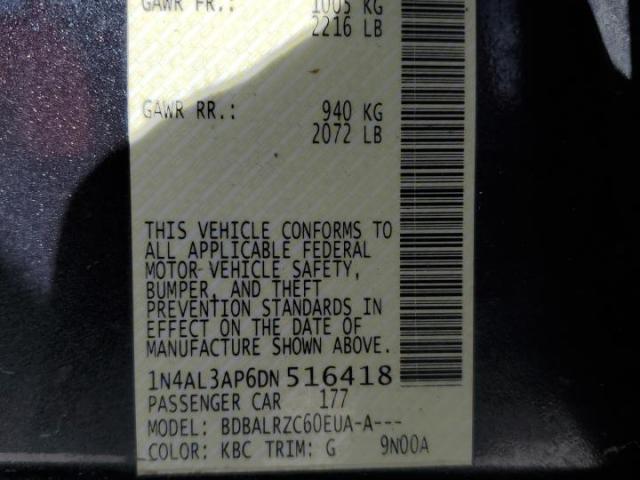 GAWR FR.: 1005 KG
2216 LB
GAWR RR.: 940 KG
2072 LB
THIS VEHICLE CONFORMS TO
ALL APPLICABLE FEDERAL
MOTOR VEHICLE SAFETY,
BUMPER, AND THEFT
PREVENTION STANDARDS IN
EFFECT ON THE DATE OF
MANUFACTURE SHOWN ABOVE.
1N4AL3AP6DN516418
PASSENGER CAR 177
MODEL: BDBALRZC60EUA-A---
COLOR: KBC TRIM: G 9N00A